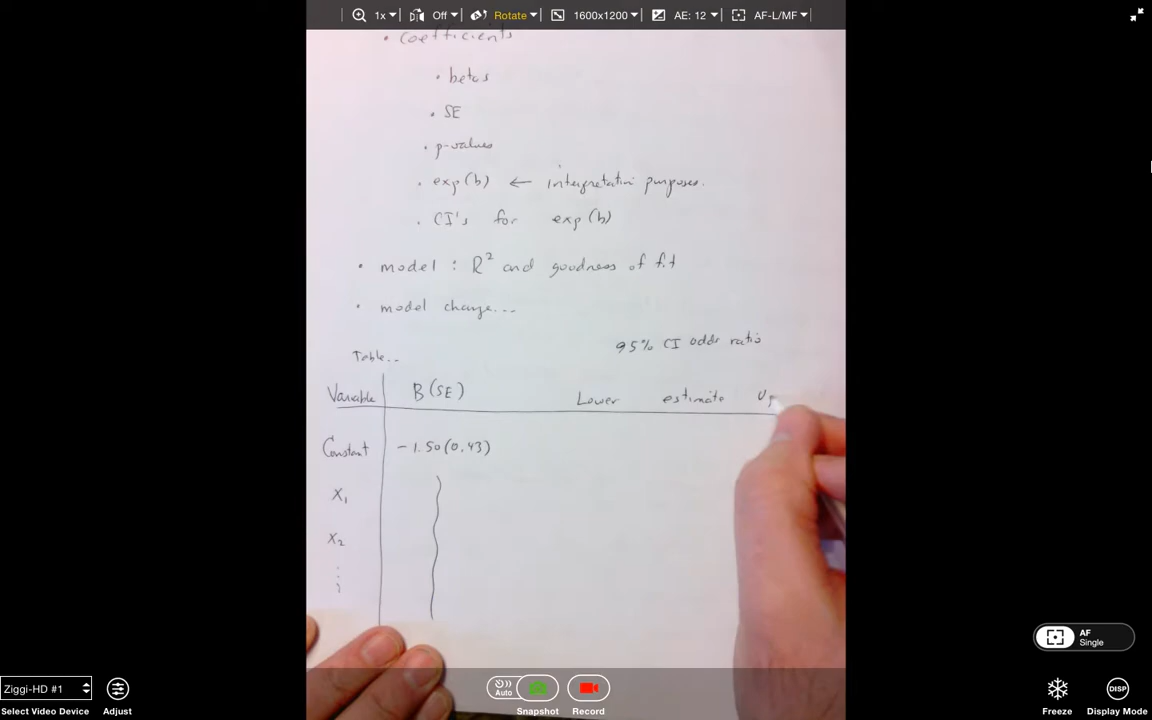 1x Off Rotate 1600x1200 AE: 12 AF-L/MF
• coefficients
• betas
• SE
• p-values
• exp(b) ← interpretation purposes.
• CI's for exp(b)
• model : R² and goodness of fit
• model change...
95% CI odds ratio
Table..
Variable B(SE) Lower estimate Up
Constant -1.50(0.43)
X₁
X₂
AF
Single
Ziggi-HD #1
Auto
Select Video Device Adjust Snapshot Record Freeze Display Mode
DISP